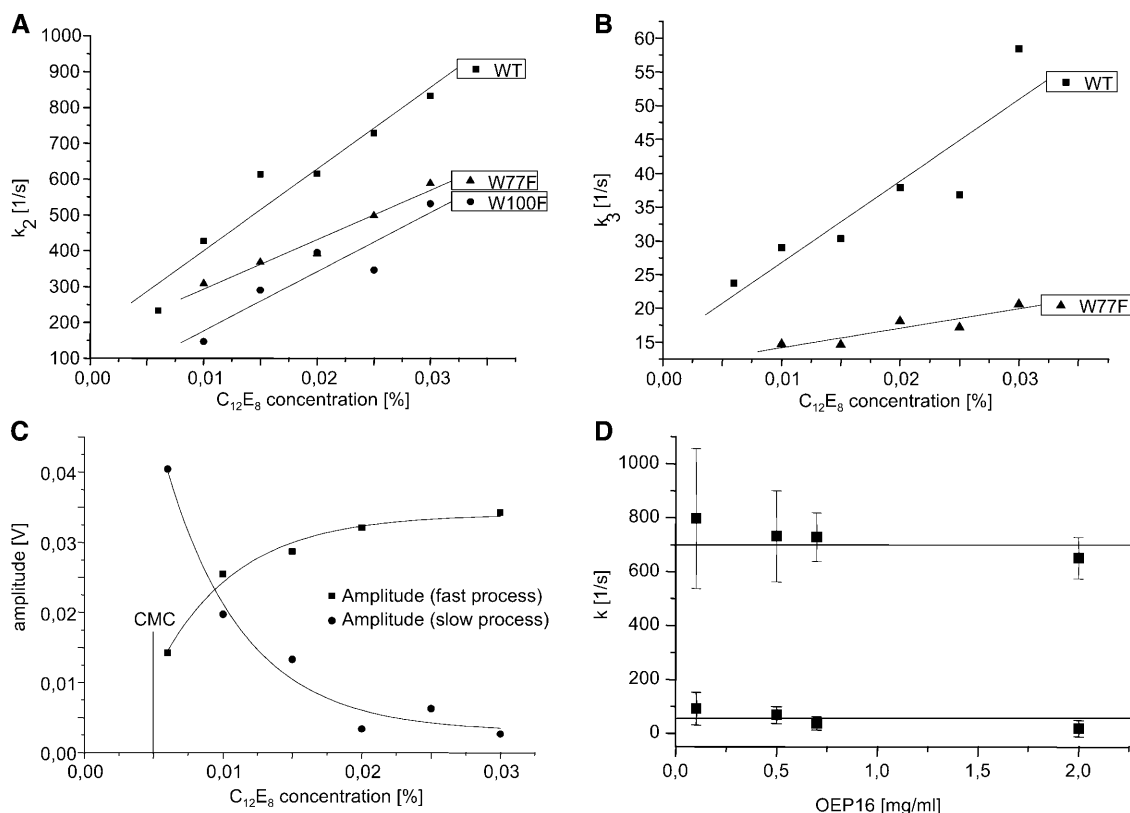 A
k2 [1/s]
1000
900
800
700
600
500
400
300
200
100
0,00
0,01
0,02
0,03
C12E8 concentration [%]
WT
W77F
W100F
B
k3 [1/s]
60
55
50
45
40
35
30
25
20
15
0,00
0,01
0,02
0,03
C12E8 concentration [%]
WT
W77F
C
amplitude [V]
0,04
0,03
0,02
0,01
0,00
CMC
Amplitude (fast process)
Amplitude (slow process)
0,00
0,01
0,02
0,03
C12E8 concentration [%]
D
k [1/s]
1000
800
600
400
200
0
0,0
0,5
1,0
1,5
2,0
OEP16 [mg/ml]